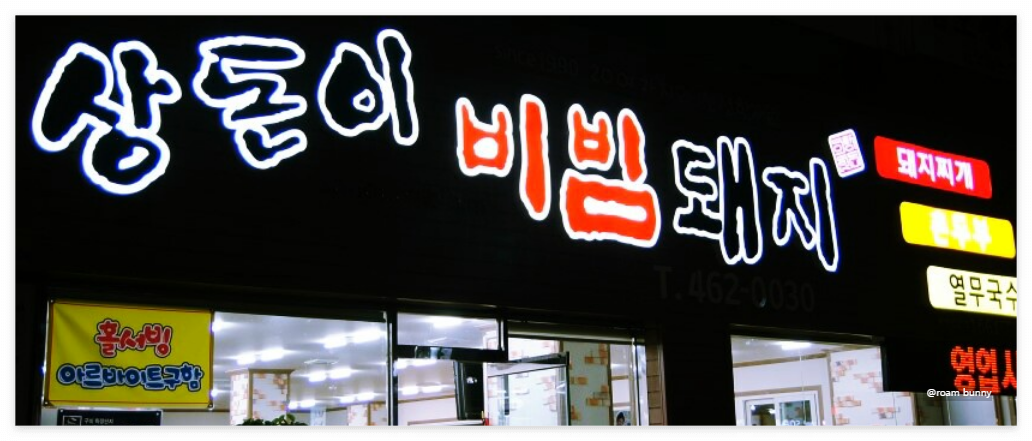 상돈이 비빔돼지
돼지찌개
순두부
열무국수
T. 462-0030
홀서빙
아르바이트구함
영업시
@roam bunny